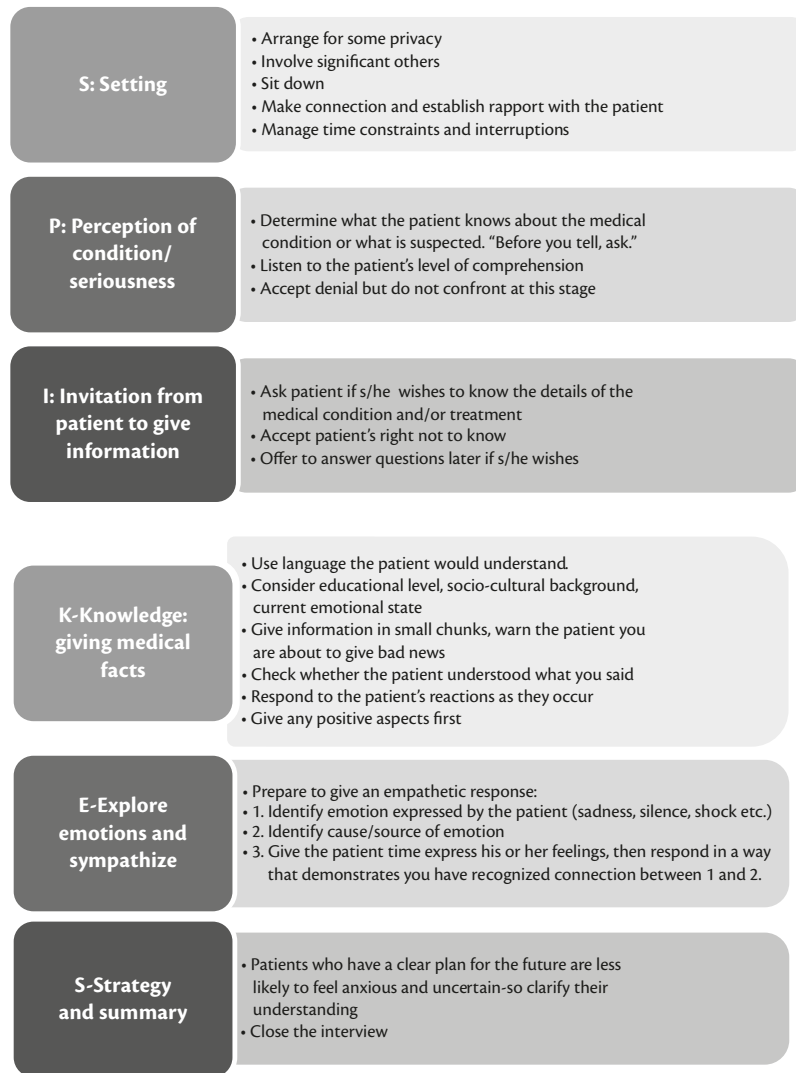 S: Setting
• Arrange for some privacy
• Involve significant others
• Sit down
• Make connection and establish rapport with the patient
• Manage time constraints and interruptions
P: Perception of
condition/
seriousness
• Determine what the patient knows about the medical
condition or what is suspected. “Before you tell, ask.”
• Listen to the patient’s level of comprehension
• Accept denial but do not confront at this stage
I: Invitation from
patient to give
information
• Ask patient if s/he wishes to know the details of the
medical condition and/or treatment
• Accept patient’s right not to know
• Offer to answer questions later if s/he wishes
K-Knowledge:
giving medical
facts
• Use language the patient would understand.
• Consider educational level, socio-cultural background,
current emotional state
• Give information in small chunks, warn the patient you
are about to give bad news
• Check whether the patient understood what you said
• Respond to the patient’s reactions as they occur
• Give any positive aspects first
E-Explore
emotions and
sympathize
• Prepare to give an empathetic response:
• 1. Identify emotion expressed by the patient (sadness, silence, shock etc.)
• 2. Identify cause/source of emotion
• 3. Give the patient time express his or her feelings, then respond in a way
that demonstrates you have recognized connection between 1 and 2.
S-Strategy
and summary
• Patients who have a clear plan for the future are less
likely to feel anxious and uncertain-so clarify their
understanding
• Close the interview